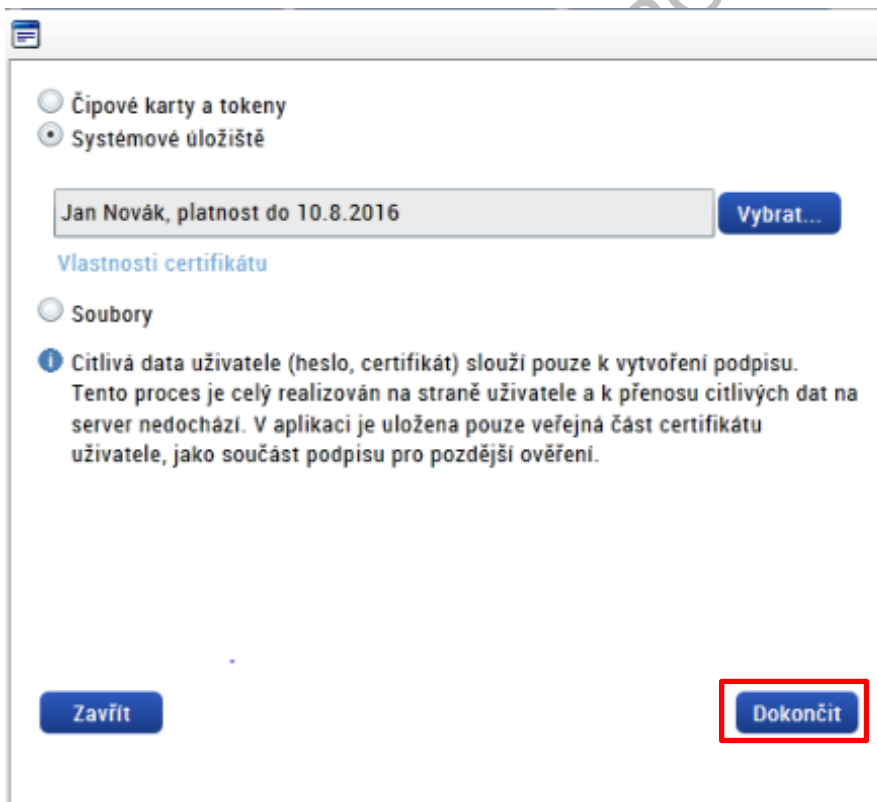 Čipové karty a tokeny
Systémové úložiště
Jan Novák, platnost do 10.8.2016
Vybrat...
Vlastnosti certifikátu
Soubory
Citlivá data uživatele (heslo, certifikát) slouží pouze k vytvoření podpisu.
Tento proces je celý realizován na straně uživatele a k přenosu citlivých dat na
server nedochází. V aplikaci je uložena pouze veřejná část certifikátu
uživatele, jako součást podpisu pro pozdější ověření.
Zavřít
Dokončit